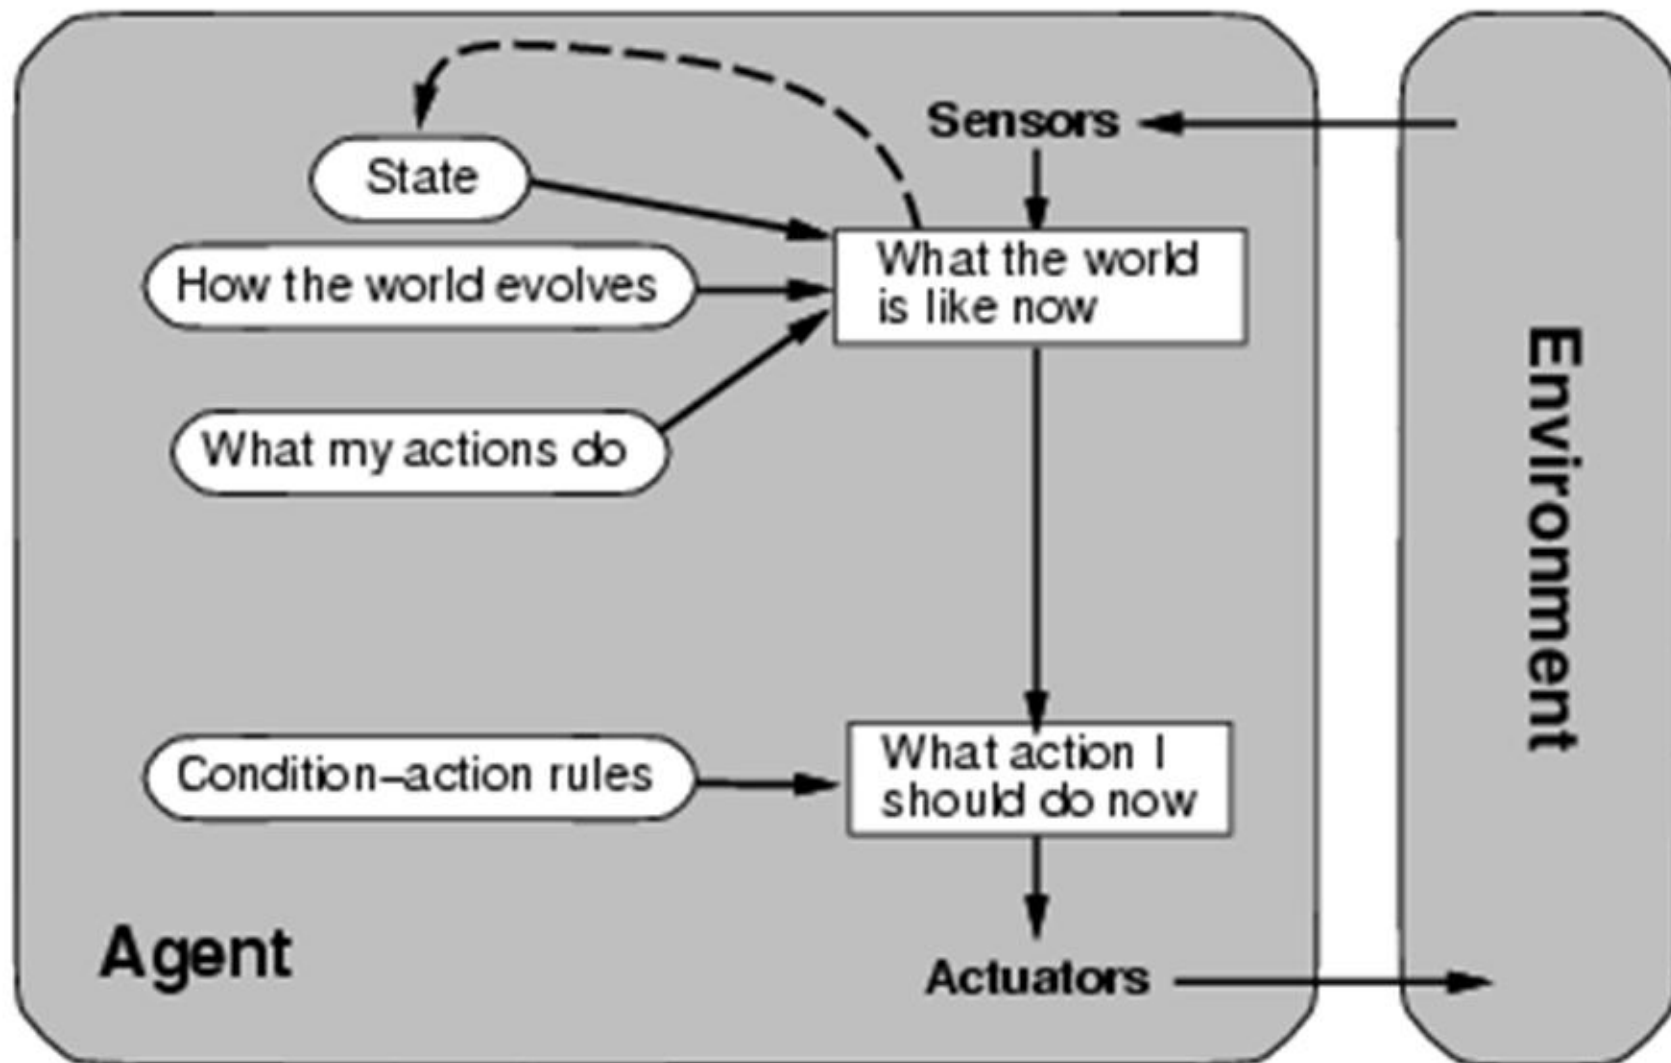 Sensors
State
What the world
is like now
How the world evolves
What my actions do
Environment
Condition–action rules
What action I
should do now
Agent
Actuators